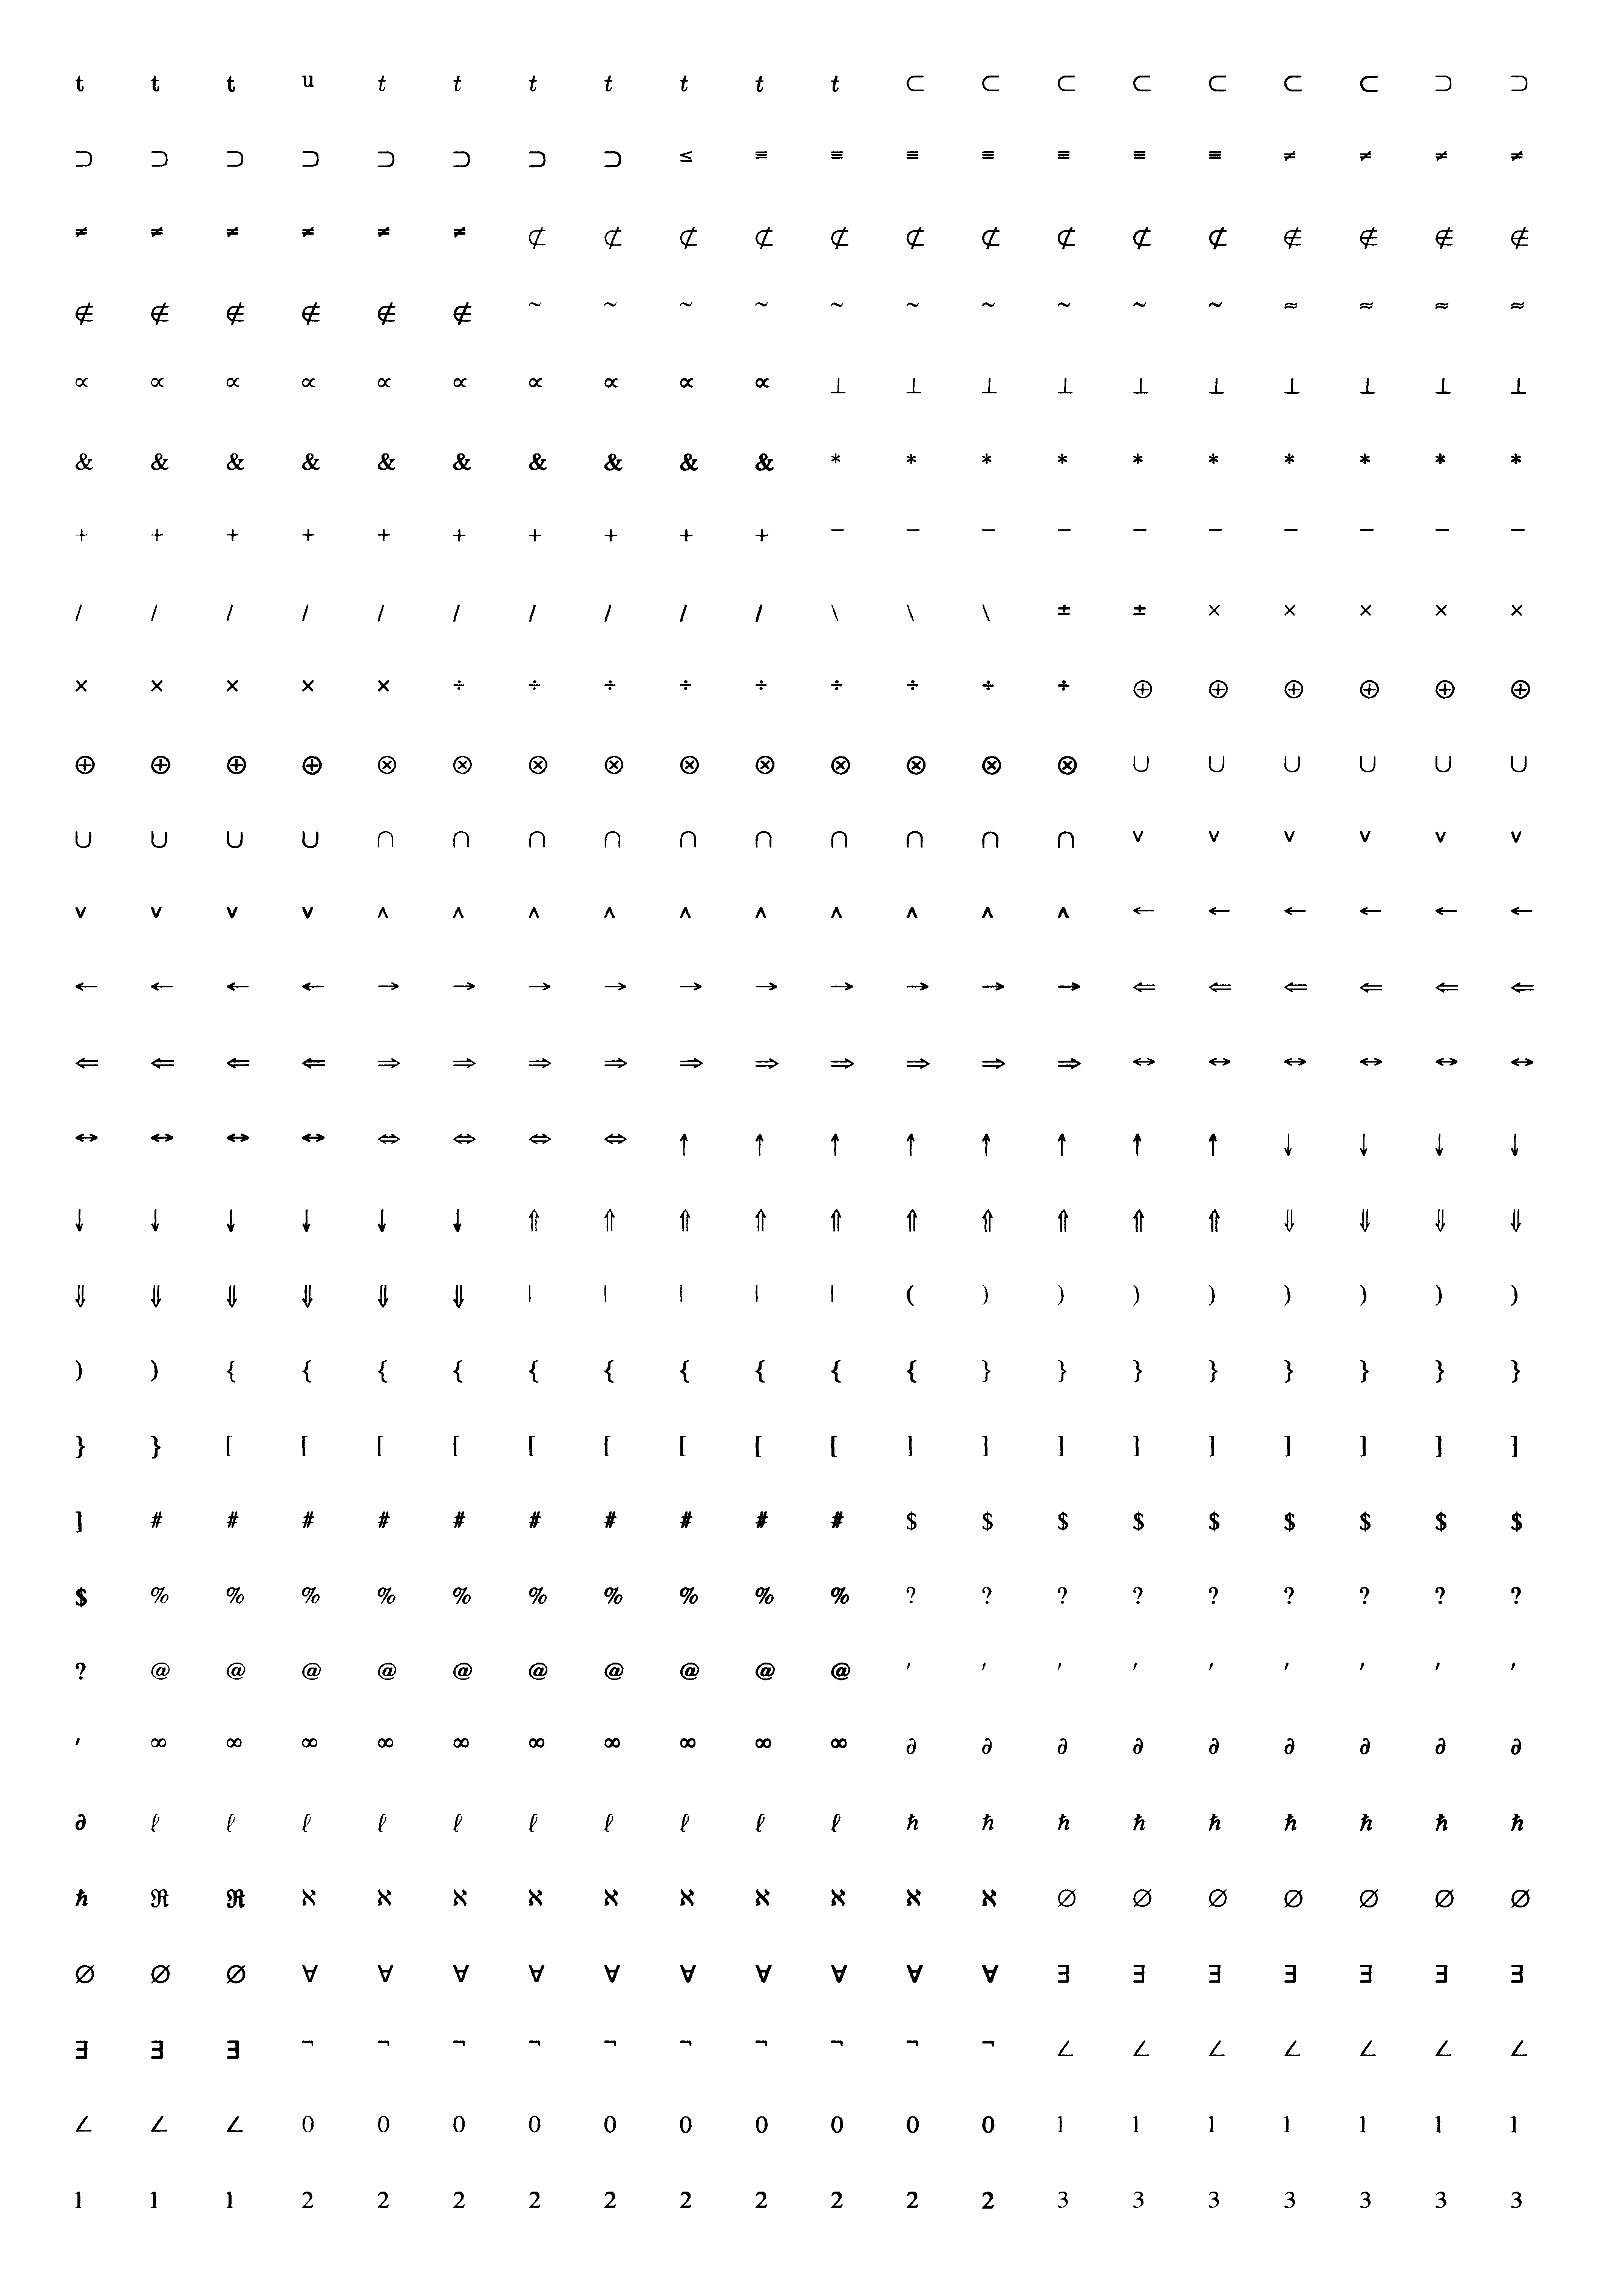 t t t u t t t t t t t ⊂ ⊂ ⊂ ⊂ ⊂ ⊂ ⊂ ⊃ ⊃
⊃ ⊃ ⊃ ⊃ ⊃ ⊃ ⊃ ⊃ ≤ ≡ ≡ ≡ ≡ ≡ ≡ ≡ ≠ ≠ ≠ ≠
≠ ≠ ≠ ≠ ≠ ≠ ⊄ ⊄ ⊄ ⊄ ⊄ ⊄ ⊄ ⊄ ⊄ ⊄ ∉ ∉ ∉ ∉
∉ ∉ ∉ ∉ ∉ ∉ ~ ~ ~ ~ ~ ~ ~ ~ ~ ~ ≈ ≈ ≈ ≈
∝ ∝ ∝ ∝ ∝ ∝ ∝ ∝ ∝ ∝ ⊥ ⊥ ⊥ ⊥ ⊥ ⊥ ⊥ ⊥ ⊥ ⊥
& & & & & & & & & & * * * * * * * * * *
+ + + + + + + + + + − − − − − − − − − −
/ / / / / / / / / / \ \ \ ± ± × × × × ×
× × × × × ÷ ÷ ÷ ÷ ÷ ÷ ÷ ÷ ÷ ⊕ ⊕ ⊕ ⊕ ⊕ ⊕
⊕ ⊕ ⊕ ⊕ ⊗ ⊗ ⊗ ⊗ ⊗ ⊗ ⊗ ⊗ ⊗ ⊗ ∪ ∪ ∪ ∪ ∪ ∪
∪ ∪ ∪ ∪ ∩ ∩ ∩ ∩ ∩ ∩ ∩ ∩ ∩ ∩ ∨ ∨ ∨ ∨ ∨ ∨
∨ ∨ ∨ ∨ ∧ ∧ ∧ ∧ ∧ ∧ ∧ ∧ ∧ ∧ ← ← ← ← ← ←
← ← ← ← → → → → → → → → → → ⇐ ⇐ ⇐ ⇐ ⇐ ⇐
⇐ ⇐ ⇐ ⇐ ⇒ ⇒ ⇒ ⇒ ⇒ ⇒ ⇒ ⇒ ⇒ ⇒ ↔ ↔ ↔ ↔ ↔ ↔
↔ ↔ ↔ ↔ ⇔ ⇔ ⇔ ⇔ ↑ ↑ ↑ ↑ ↑ ↑ ↑ ↑ ↓ ↓ ↓ ↓
↓ ↓ ↓ ↓ ↓ ↓ ⇑ ⇑ ⇑ ⇑ ⇑ ⇑ ⇑ ⇑ ⇑ ⇑ ⇓ ⇓ ⇓ ⇓
⇓ ⇓ ⇓ ⇓ ⇓ ⇓ | | | | | ( ) ) ) ) ) ) ) )
) ) { { { { { { { { { { } } } } } } } }
} } [ [ [ [ [ [ [ [ [ ] ] ] ] ] ] ] ] ]
] # # # # # # # # # # $ $ $ $ $ $ $ $ $
$ % % % % % % % % % % ? ? ? ? ? ? ? ? ?
? @ @ @ @ @ @ @ @ @ @ ′ ′ ′ ′ ′ ′ ′ ′ ′
′ ∞ ∞ ∞ ∞ ∞ ∞ ∞ ∞ ∞ ∞ ∂ ∂ ∂ ∂ ∂ ∂ ∂ ∂ ∂
∂ ℓ ℓ ℓ ℓ ℓ ℓ ℓ ℓ ℓ ℓ ℏ ℏ ℏ ℏ ℏ ℏ ℏ ℏ ℏ
ℏ ℜ ℜ ℵ ℵ ℵ ℵ ℵ ℵ ℵ ℵ ℵ ℵ ∅ ∅ ∅ ∅ ∅ ∅ ∅
∅ ∅ ∅ ∀ ∀ ∀ ∀ ∀ ∀ ∀ ∀ ∀ ∀ ∃ ∃ ∃ ∃ ∃ ∃ ∃
∃ ∃ ∃ ¬ ¬ ¬ ¬ ¬ ¬ ¬ ¬ ¬ ¬ ∠ ∠ ∠ ∠ ∠ ∠ ∠
∠ ∠ ∠ 0 0 0 0 0 0 0 0 0 0 1 1 1 1 1 1 1
1 1 1 2 2 2 2 2 2 2 2 2 2 3 3 3 3 3 3 3